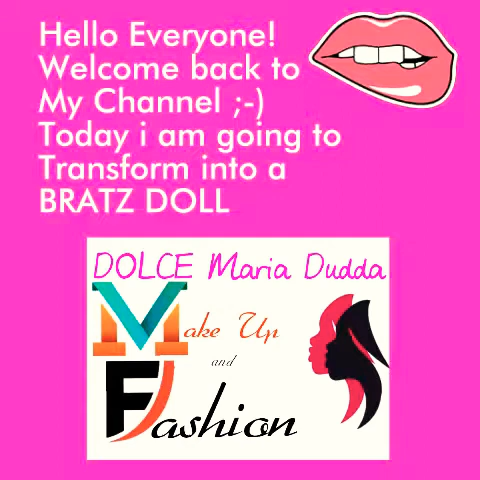 Hello Everyone!
Welcome back to
My Channel ;-)
Today i am going to
Transform into a
BRATZ DOLL
DOLCE Maria Dudda
Make Up
and
Fashion